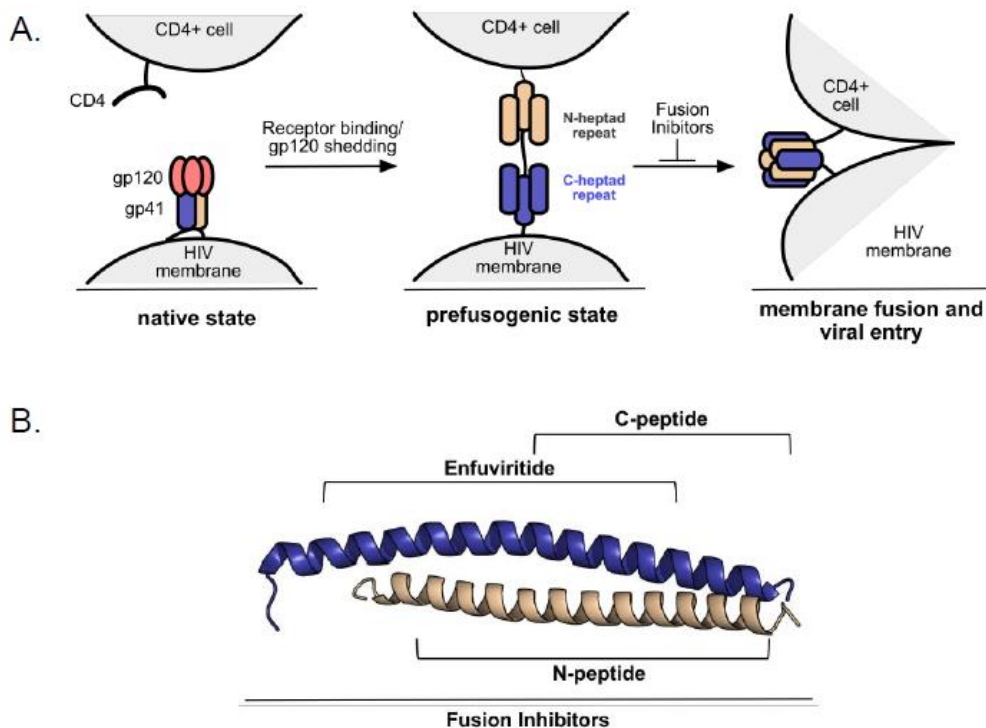 A.
CD4+ cell
CD4
gp120
gp41
HIV
membrane
native state
Receptor binding/
gp120 shedding
CD4+ cell
N-heptad
repeat
C-heptad
repeat
HIV
membrane
prefusogenic state
Fusion
Inibitors
CD4+
cell
HIV
membrane
membrane fusion and
viral entry
B.
C-peptide
Enfuviritide
N-peptide
Fusion Inhibitors